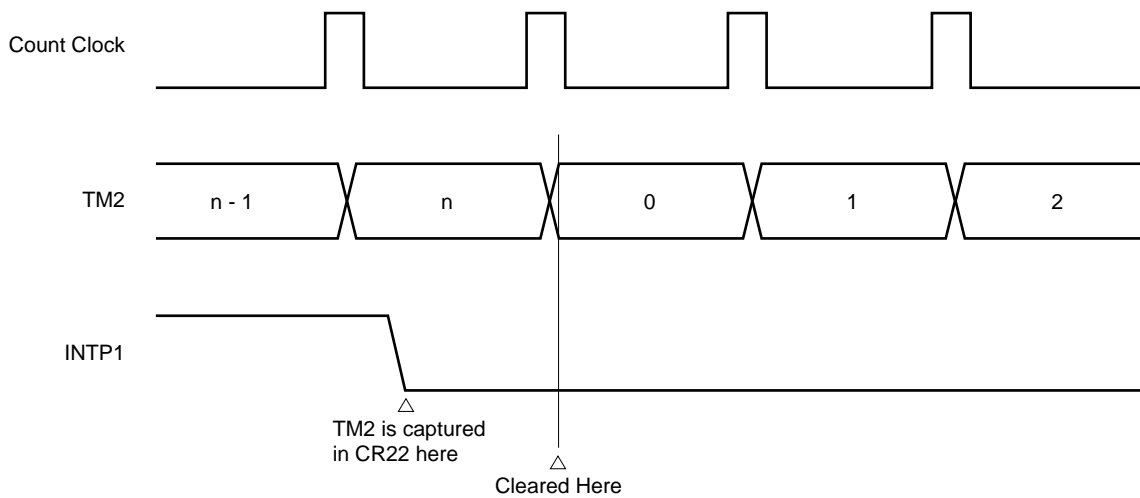 Count Clock
TM2
n - 1
n
0
1
2
INTP1
TM2 is captured
in CR22 here
Cleared Here